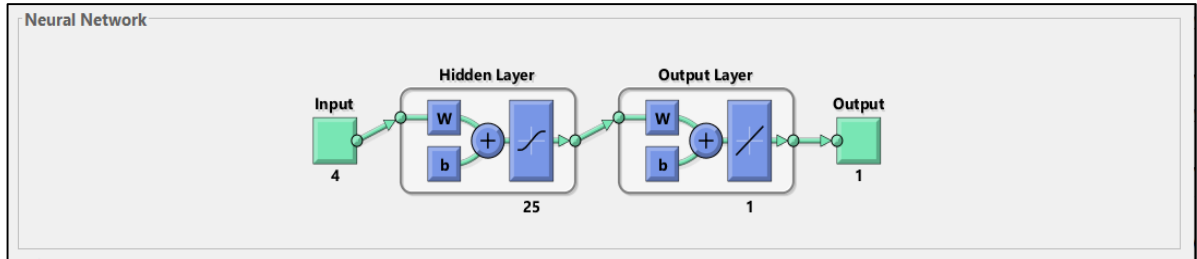 Neural Network
Hidden Layer
Output Layer
Input
Output
W
W
+
+
b
b
4
1
25
1